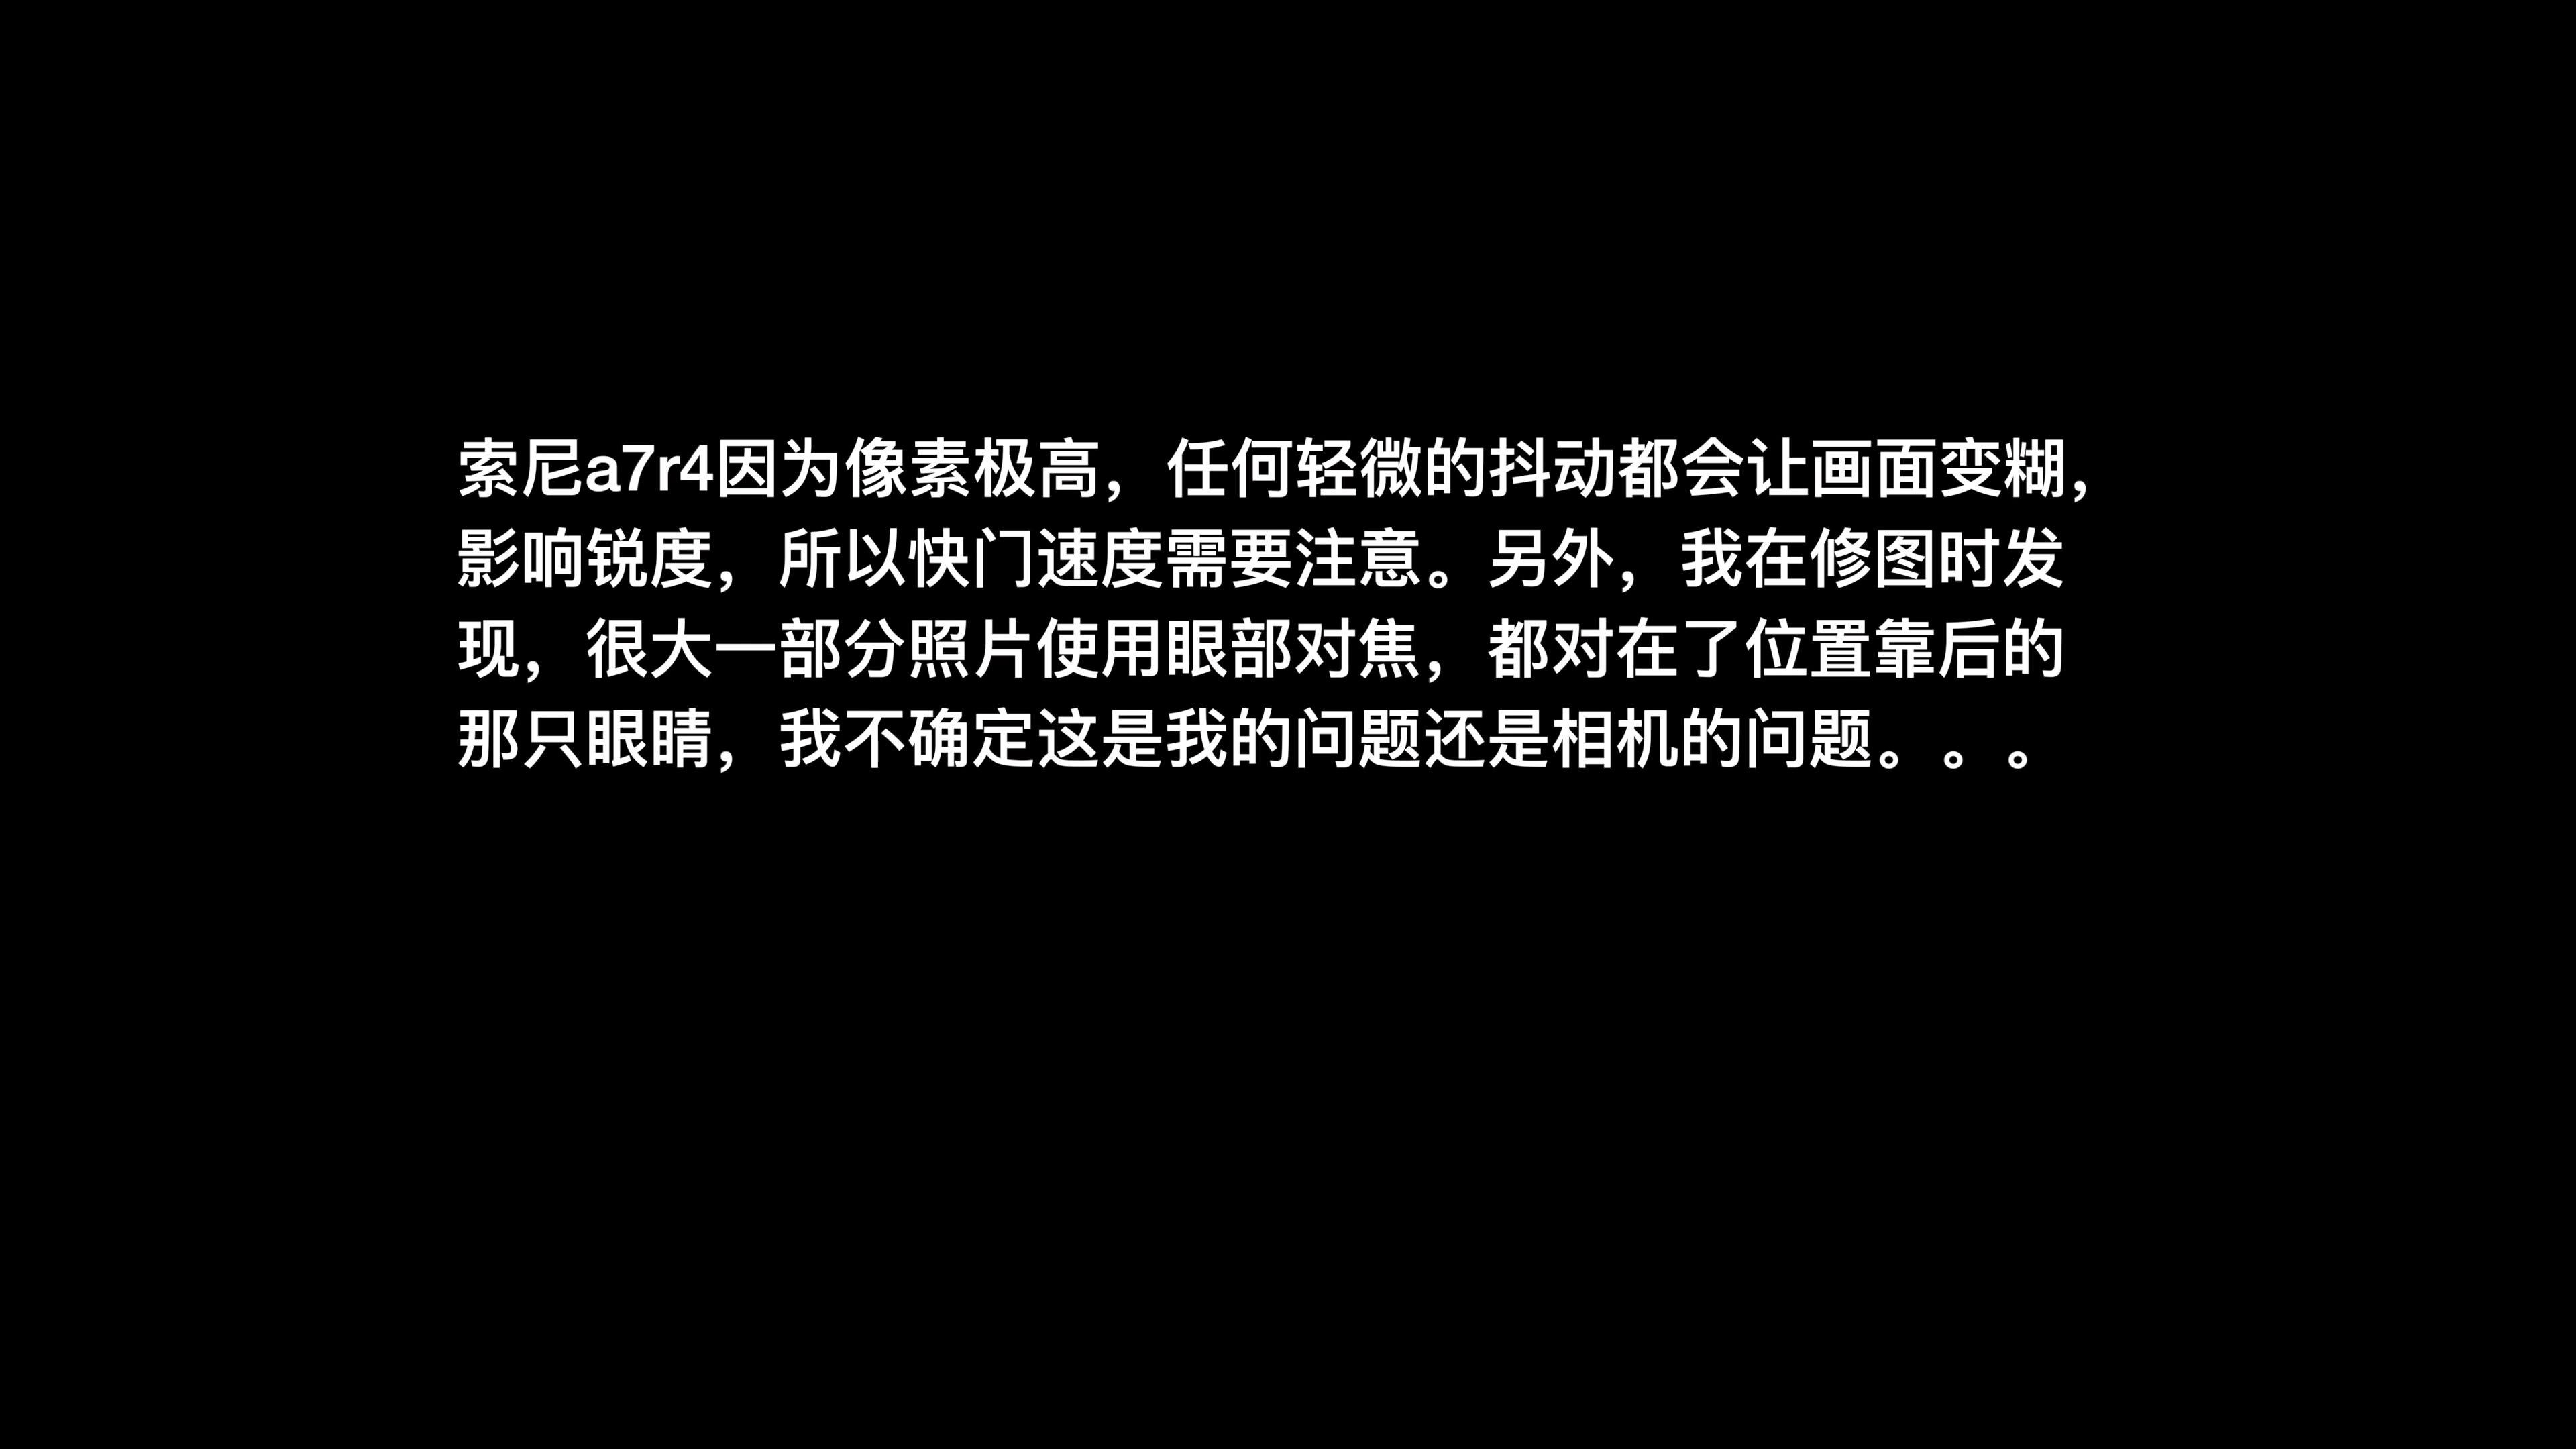 索尼a7r4因为像素极高，任何轻微的抖动都会让画面变糊，
影响锐度，所以快门速度需要注意。另外，我在修图时发
现，很大一部分照片使用眼部对焦，都对在了位置靠后的
那只眼睛，我不确定这是我的问题还是相机的问题。。。